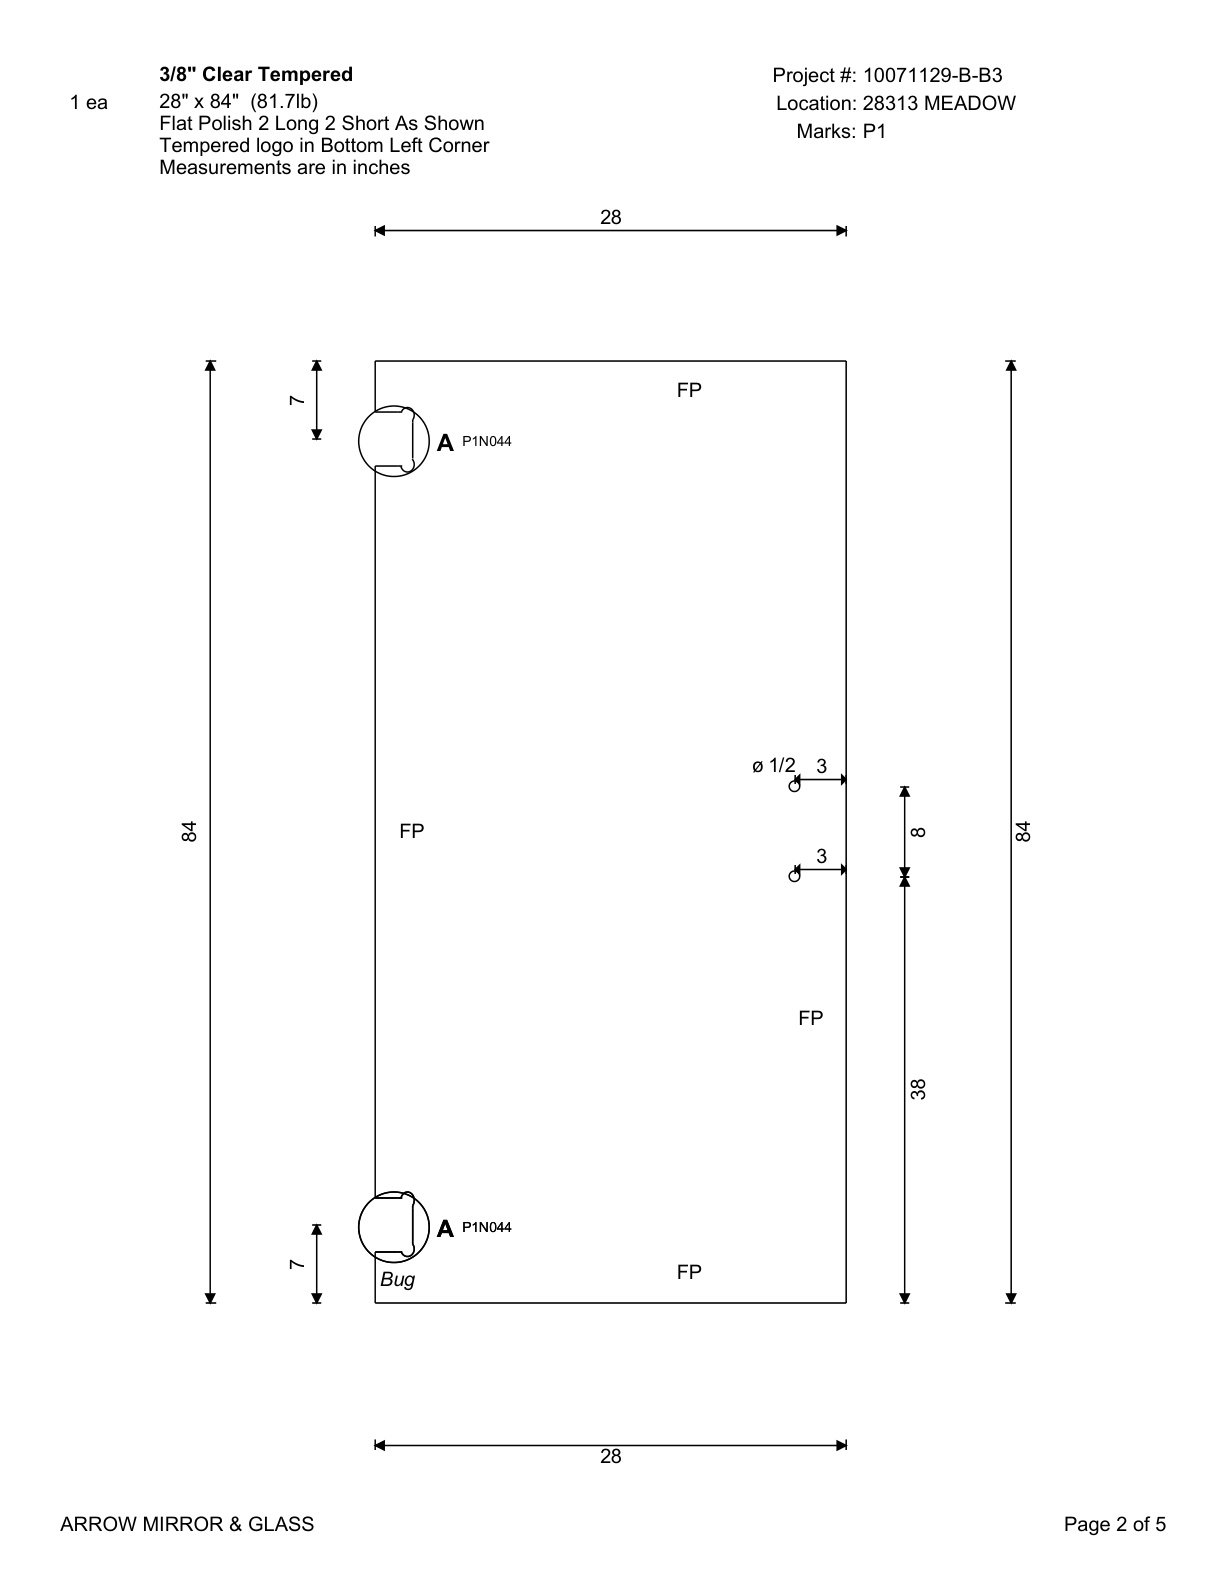 3/8" Clear Tempered
1 ea
28" x 84"  (81.7lb)
Flat Polish 2 Long 2 Short As Shown
Tempered logo in Bottom Left Corner
Measurements are in inches
Project #: 10071129-B-B3
Location: 28313 MEADOW
Marks: P1
28
7
FP
A P1N044
ø 1/2
3
84
FP
3
8
84
FP
38
A P1N044
7
Bug
FP
28
ARROW MIRROR & GLASS
Page 2 of 5